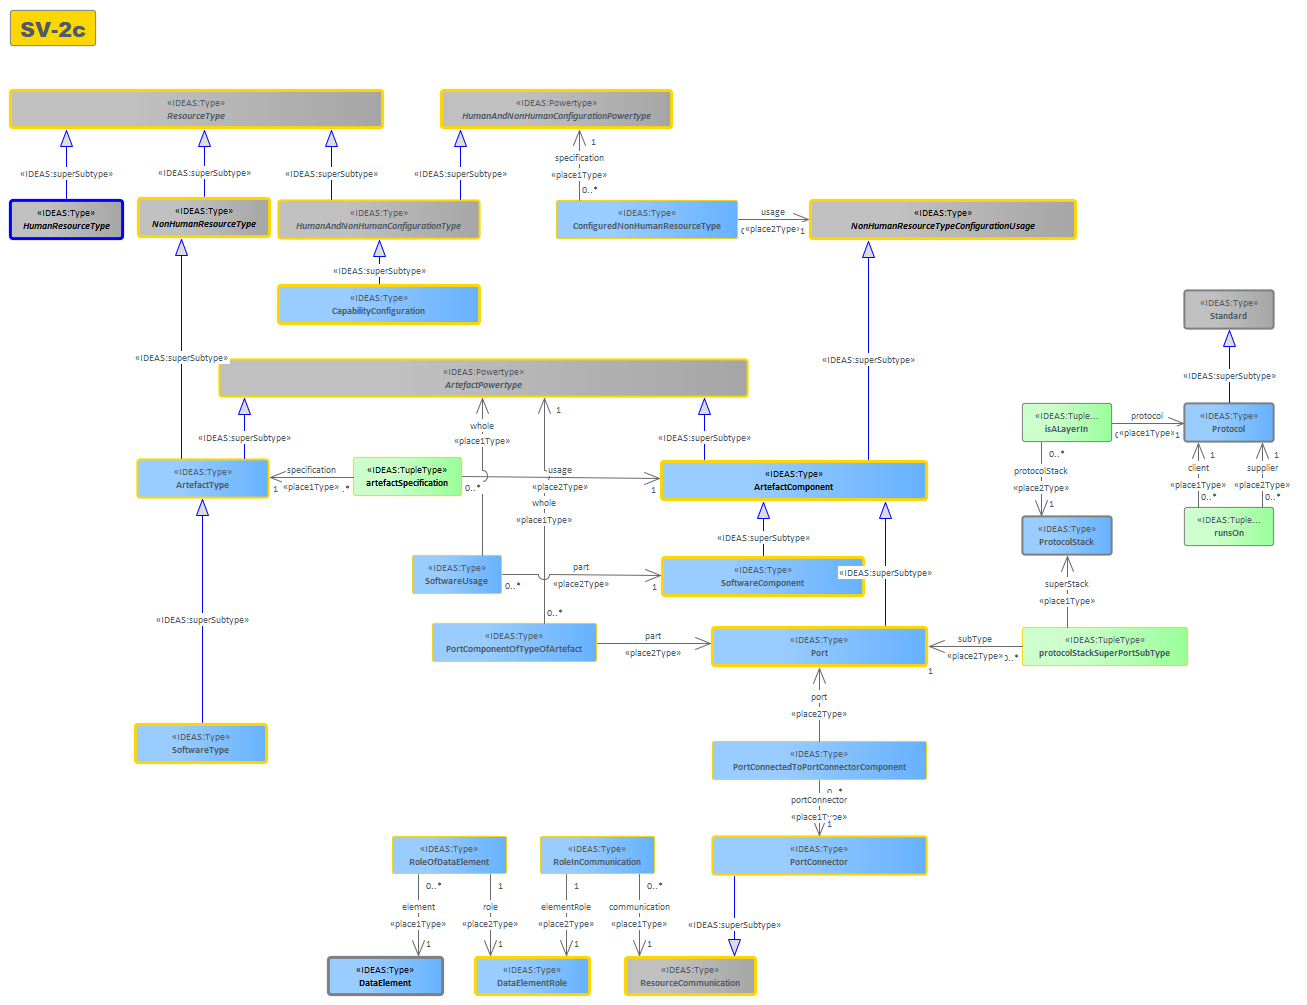 SV-2c
«IDEAS:Type»
ResourceType
«IDEAS:Powertype»
HumanAndNonHumanConfigurationPowertype
1
specification
«place1Type»
0..*
«IDEAS:superSubtype»
«IDEAS:superSubtype»
«IDEAS:superSubtype»
«IDEAS:superSubtype»
«IDEAS:Type»
HumanResourceType
«IDEAS:Type»
NonHumanResourceType
«IDEAS:Type»
HumanAndNonHumanConfigurationType
«IDEAS:Type»
ConfiguredNonHumanResourceType
usage
«place2Type»
1
«IDEAS:Type»
NonHumanResourceTypeConfigurationUsage
«IDEAS:superSubtype»
«IDEAS:Type»
CapabilityConfiguration
«IDEAS:Type»
Standard
«IDEAS:superSubtype»
«IDEAS:superSubtype»
«IDEAS:superSubtype»
«IDEAS:Powertype»
ArtefactPowertype
«IDEAS:Tuple...
isALayerIn
protocol
«place1Type»
1
«IDEAS:Type»
Protocol
whole
«place1Type»
1
«IDEAS:superSubtype»
«IDEAS:superSubtype»
0..*
protocolStack
«place2Type»
1
client
«place1Type»
1
0..*
supplier
«place2Type»
1
0..*
«IDEAS:Type»
ArtefactType
specification
«place1Type»
1
..*
«IDEAS:TupleType»
artefactSpecification
0..*
usage
«place2Type»
1
whole
«place1Type»
«IDEAS:Type»
ArtefactComponent
«IDEAS:Type»
ProtocolStack
«IDEAS:Tuple...
runsOn
«IDEAS:superSubtype»
«IDEAS:superSubtype»
«IDEAS:Type»
SoftwareUsage
0..*
part
«place2Type»
1
«IDEAS:Type»
SoftwareComponent
superStack
«place1Type»
«IDEAS:superSubtype»
0..*
«IDEAS:Type»
PortComponentOfTypeOfArtefact
part
«place2Type»
«IDEAS:Type»
Port
1
subType
«place2Type»
..*
«IDEAS:TupleType»
protocolStackSuperPortSubType
port
«place2Type»
«IDEAS:Type»
SoftwareType
«IDEAS:Type»
PortConnectedToPortConnectorComponent
0..*
portConnector
«place1Type»
1
«IDEAS:Type»
RoleOfDataElement
«IDEAS:Type»
RoleInCommunication
«IDEAS:Type»
PortConnector
0..*
element
«place1Type»
1
1
role
«place2Type»
1
1
elementRole
«place2Type»
1
0..*
communication
«place1Type»
1
«IDEAS:superSubtype»
«IDEAS:Type»
DataElement
«IDEAS:Type»
DataElementRole
«IDEAS:Type»
ResourceCommunication